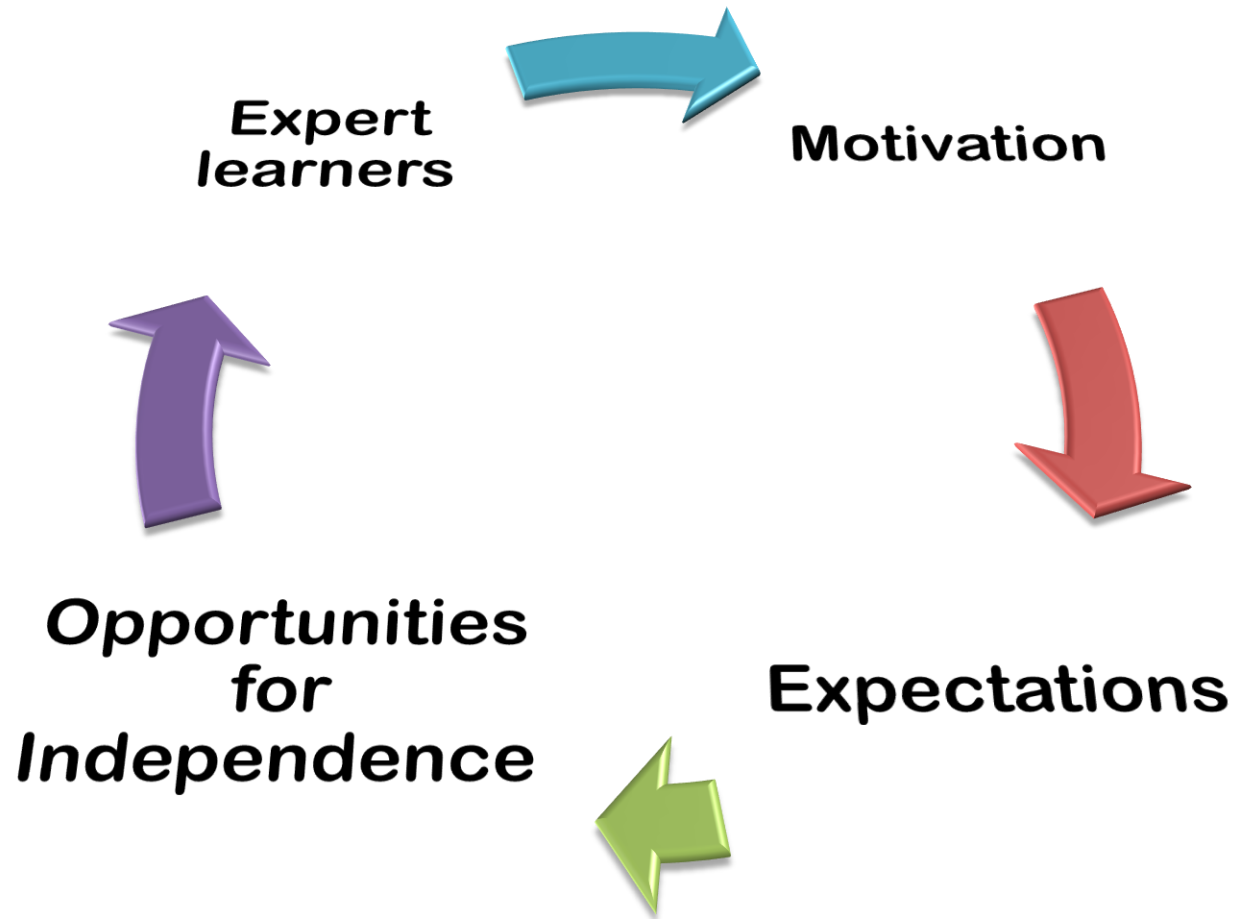 Expert
learners
Motivation
Opportunities
for
Independence
Expectations